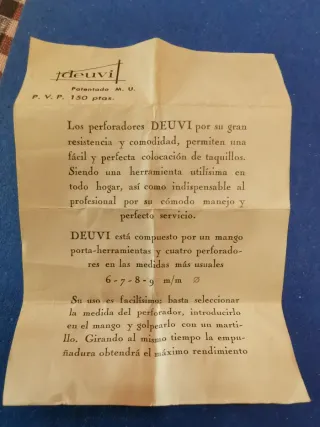 deuvi
Patentado M. U.
P. V. P. 150 ptas.
Los perforadores DEUVI por su gran
resistencia y comodidad, permiten una
fácil y perfecta colocación de taquillos.
Siendo una herramienta utilísima en
todo hogar, así como indispensable al
profesional por su cómodo manejo y
perfecto servicio.
DEUVI está compuesto por un mango
porta-herramientas y cuatro perforado-
res en las medidas más usuales
6 - 7 - 8 - 9 m/m ∅
Su uso es facilísimo: basta seleccionar
la medida del perforador, introducirlo
en el mango y golpearlo con un marti-
llo. Girando al mismo tiempo la empu-
ñadura obtendrá el máximo rendimiento